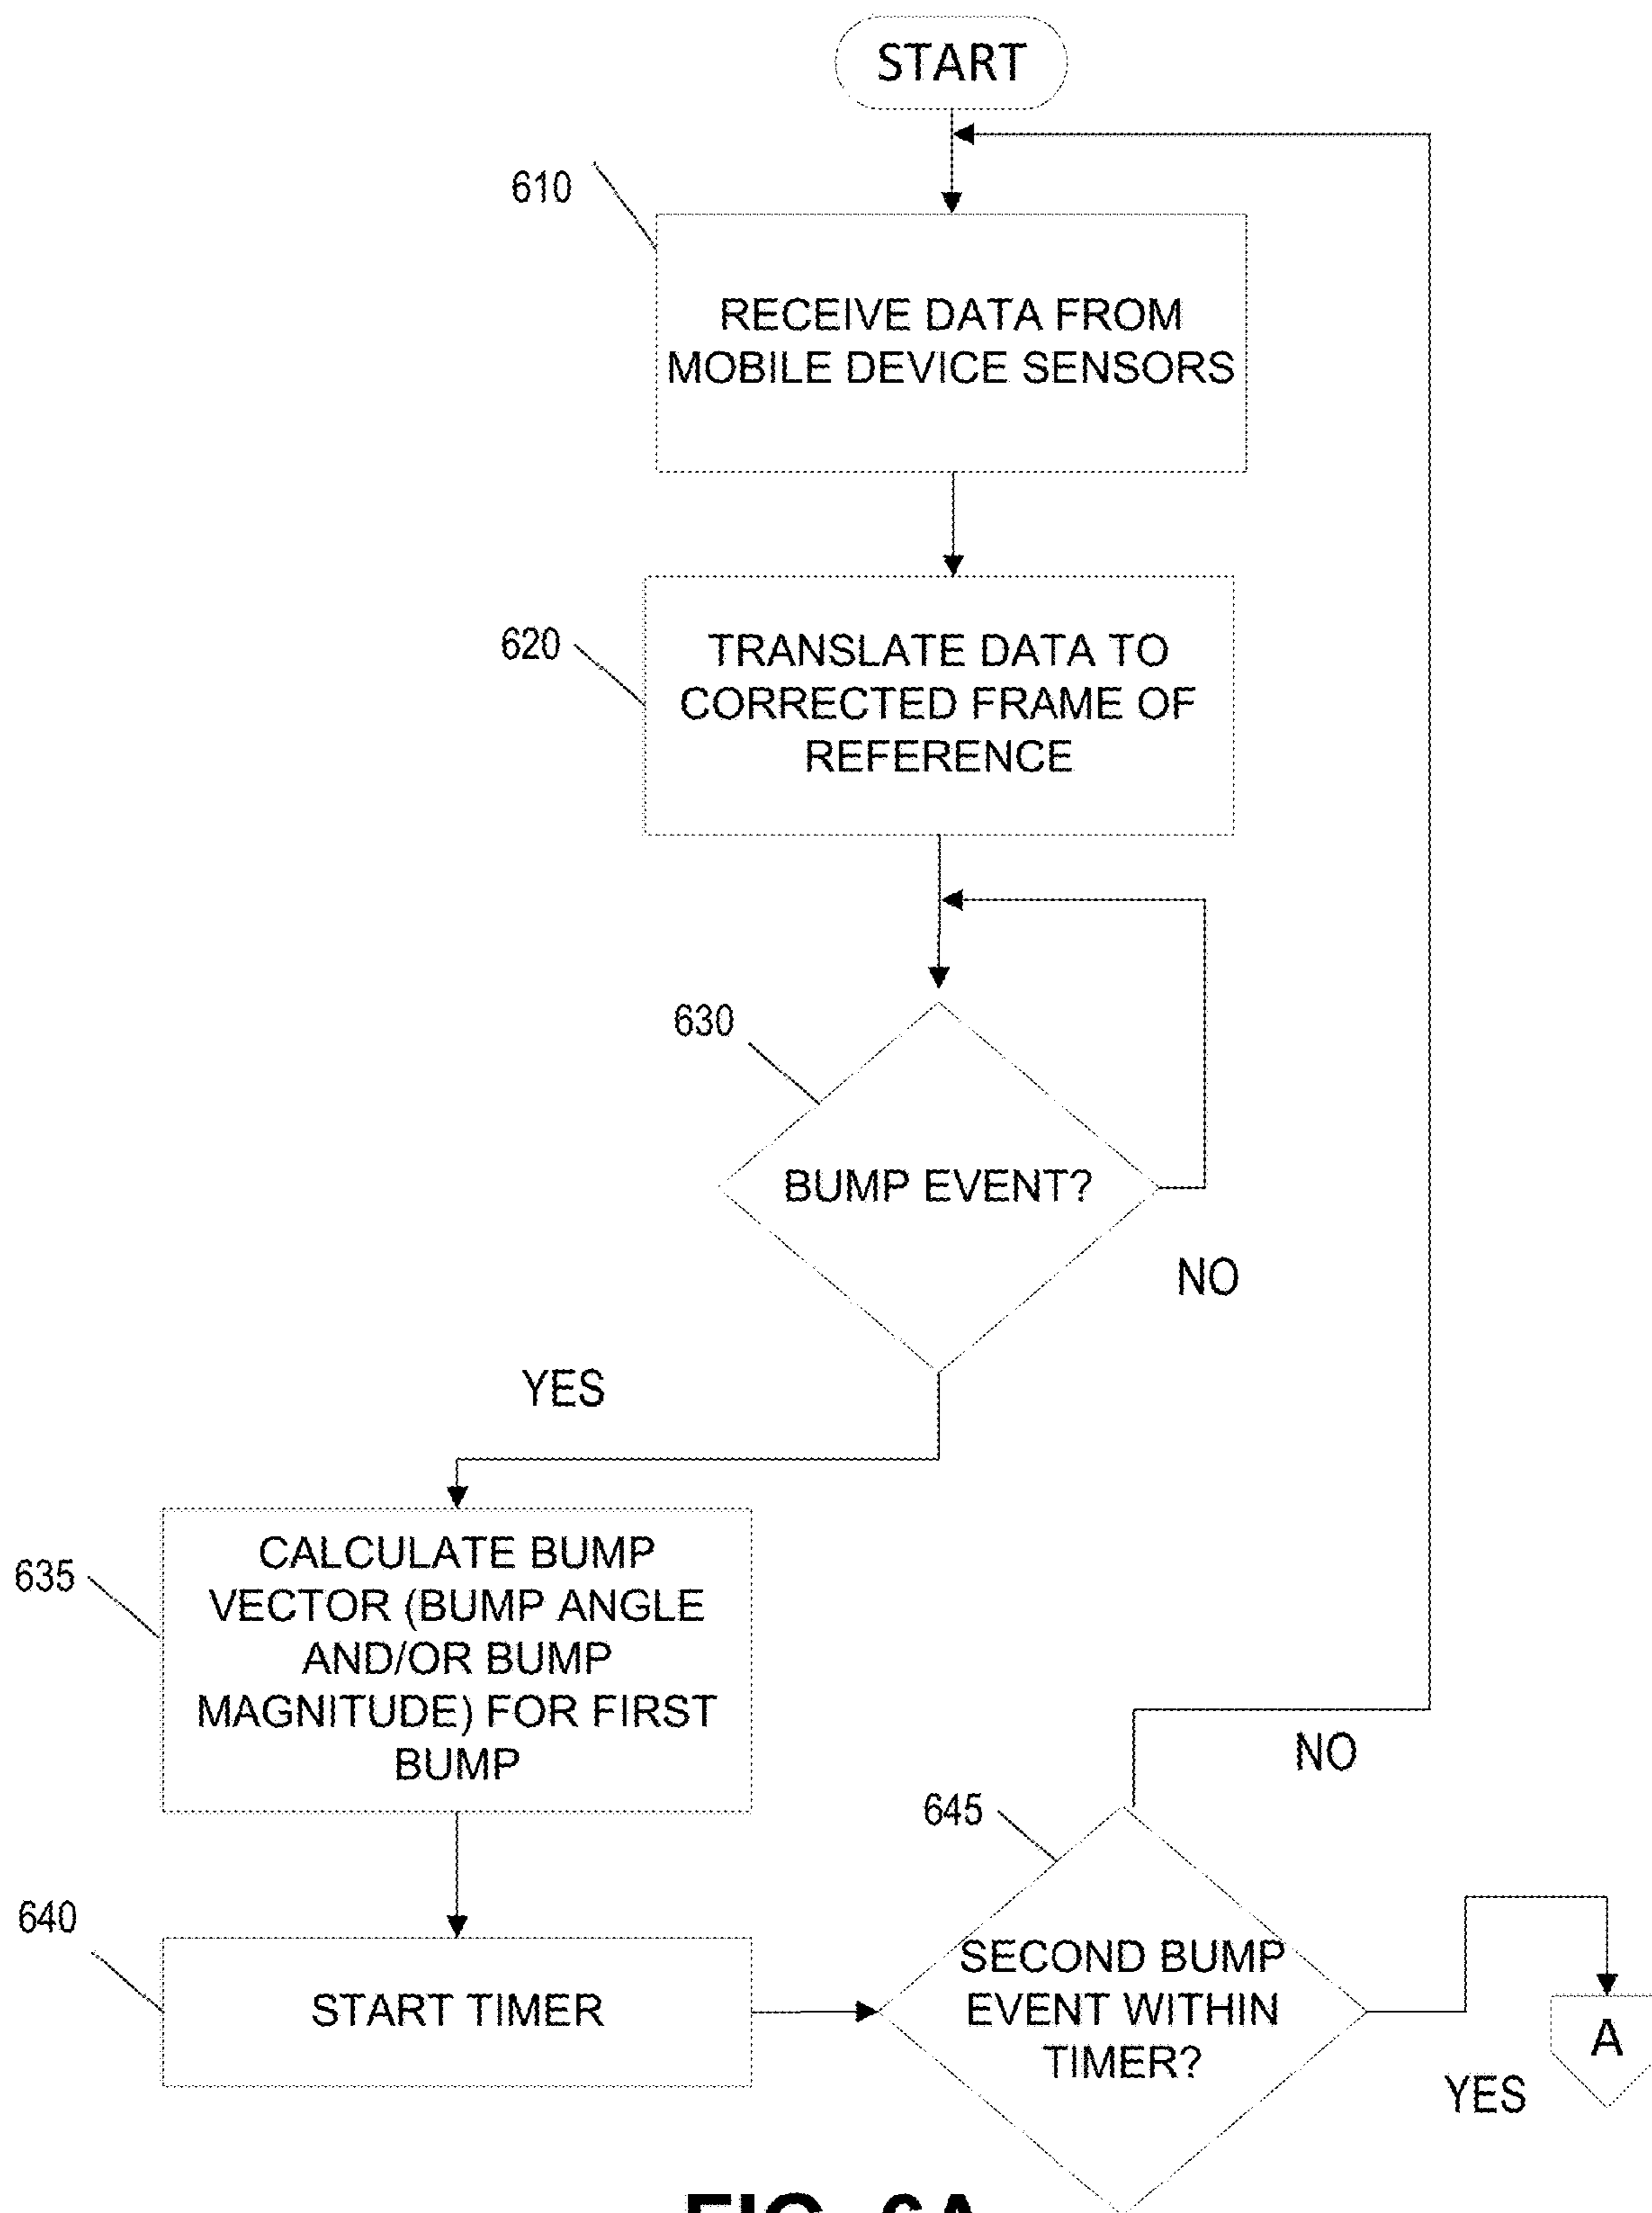 START
610
RECEIVE DATA FROM
MOBILE DEVICE SENSORS
620
TRANSLATE DATA TO
CORRECTED FRAME OF
REFERENCE
630
BUMP EVENT?
NO
YES
635
CALCULATE BUMP
VECTOR (BUMP ANGLE
AND/OR BUMP
MAGNITUDE) FOR FIRST
BUMP
NO
645
640
START TIMER
SECOND BUMP
EVENT WITHIN
TIMER?
A
YES
FIG. 6A